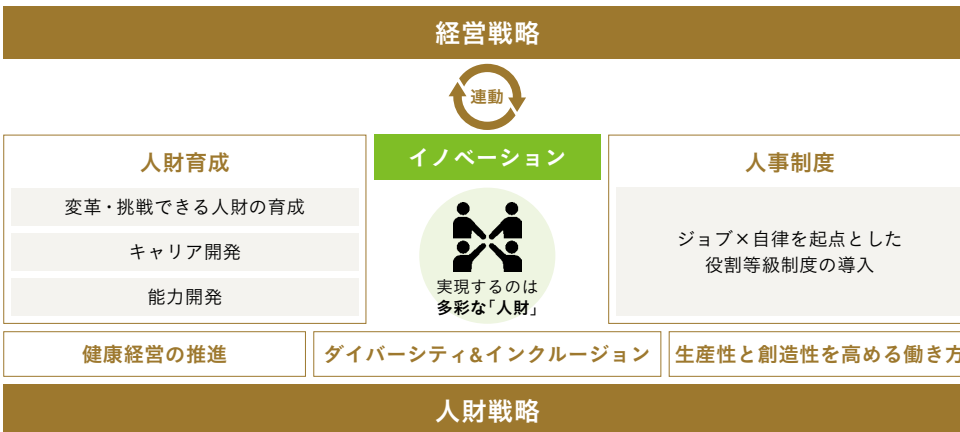 経営戦略
連動
人財育成
変革・挑戦できる人財の育成
キャリア開発
能力開発
イノベーション
実現するのは
多彩な「人財」
人事制度
ジョブ×自律を起点とした
役割等級制度の導入
健康経営の推進
ダイバーシティ&インクルージョン
生産性と創造性を高める働き方
人財戦略